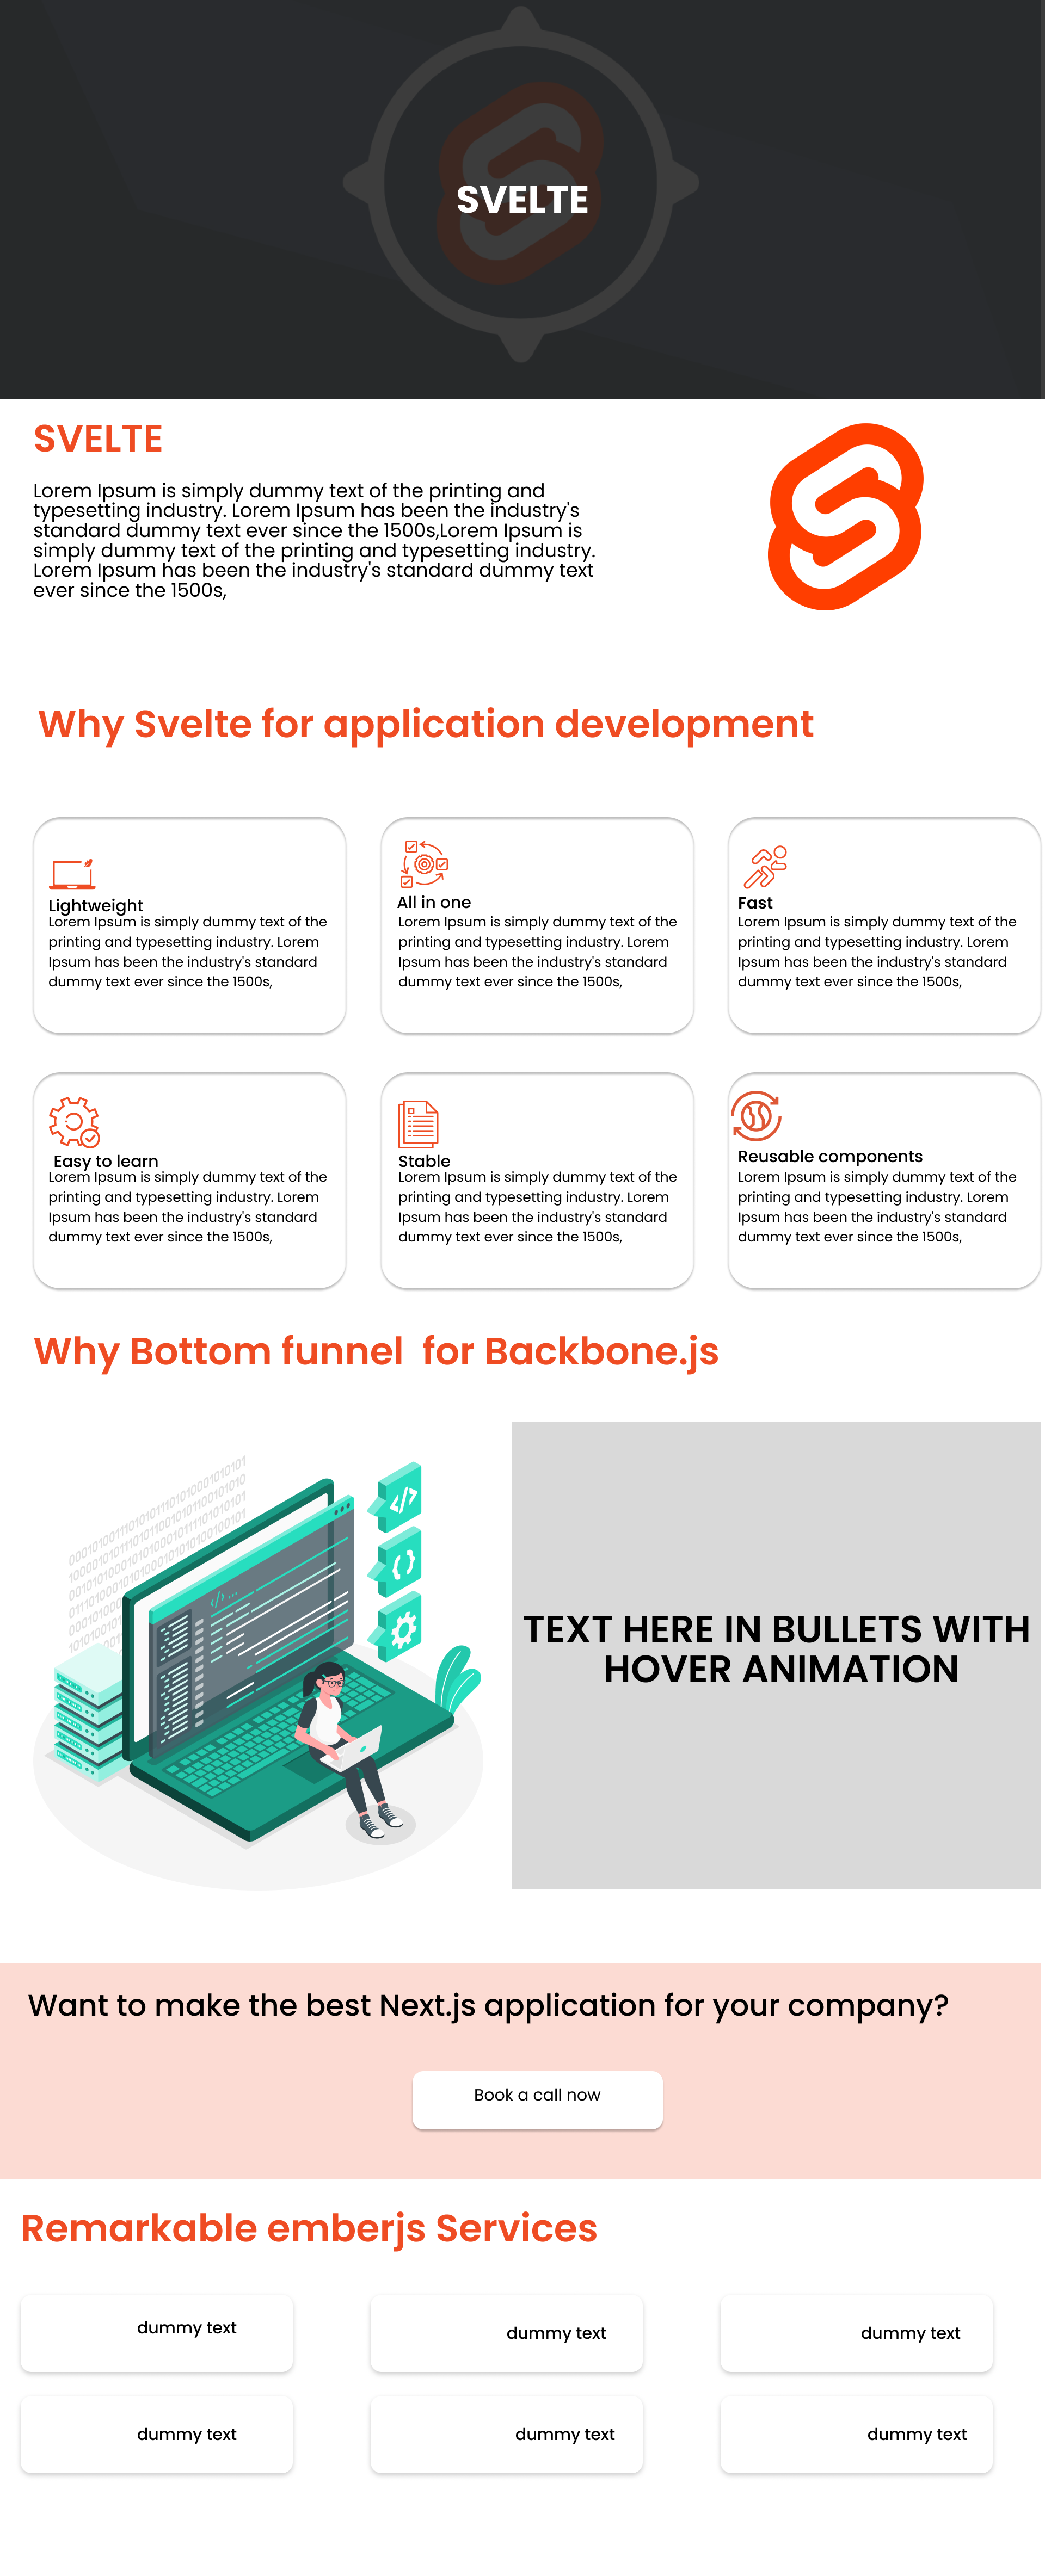 SVELTE
SVELTE
Lorem Ipsum is simply dummy text of the printing and
typesetting industry. Lorem Ipsum has been the industry's
standard dummy text ever since the 1500s,Lorem Ipsum is
simply dummy text of the printing and typesetting industry.
Lorem Ipsum has been the industry's standard dummy text
ever since the 1500s,
Why Svelte for application development
Lightweight
Lorem Ipsum is simply dummy text of the
printing and typesetting industry. Lorem
Ipsum has been the industry's standard
dummy text ever since the 1500s,
All in one
Lorem Ipsum is simply dummy text of the
printing and typesetting industry. Lorem
Ipsum has been the industry's standard
dummy text ever since the 1500s,
Fast
Lorem Ipsum is simply dummy text of the
printing and typesetting industry. Lorem
Ipsum has been the industry's standard
dummy text ever since the 1500s,
Easy to learn
Lorem Ipsum is simply dummy text of the
printing and typesetting industry. Lorem
Ipsum has been the industry's standard
dummy text ever since the 1500s,
Stable
Lorem Ipsum is simply dummy text of the
printing and typesetting industry. Lorem
Ipsum has been the industry's standard
dummy text ever since the 1500s,
Reusable components
Lorem Ipsum is simply dummy text of the
printing and typesetting industry. Lorem
Ipsum has been the industry's standard
dummy text ever since the 1500s,
Why Bottom funnel  for Backbone.js
</>
{ }
</>...
TEXT HERE IN BULLETS WITH
HOVER ANIMATION
Want to make the best Next.js application for your company?
Book a call now
Remarkable emberjs Services
dummy text
dummy text
dummy text
dummy text
dummy text
dummy text